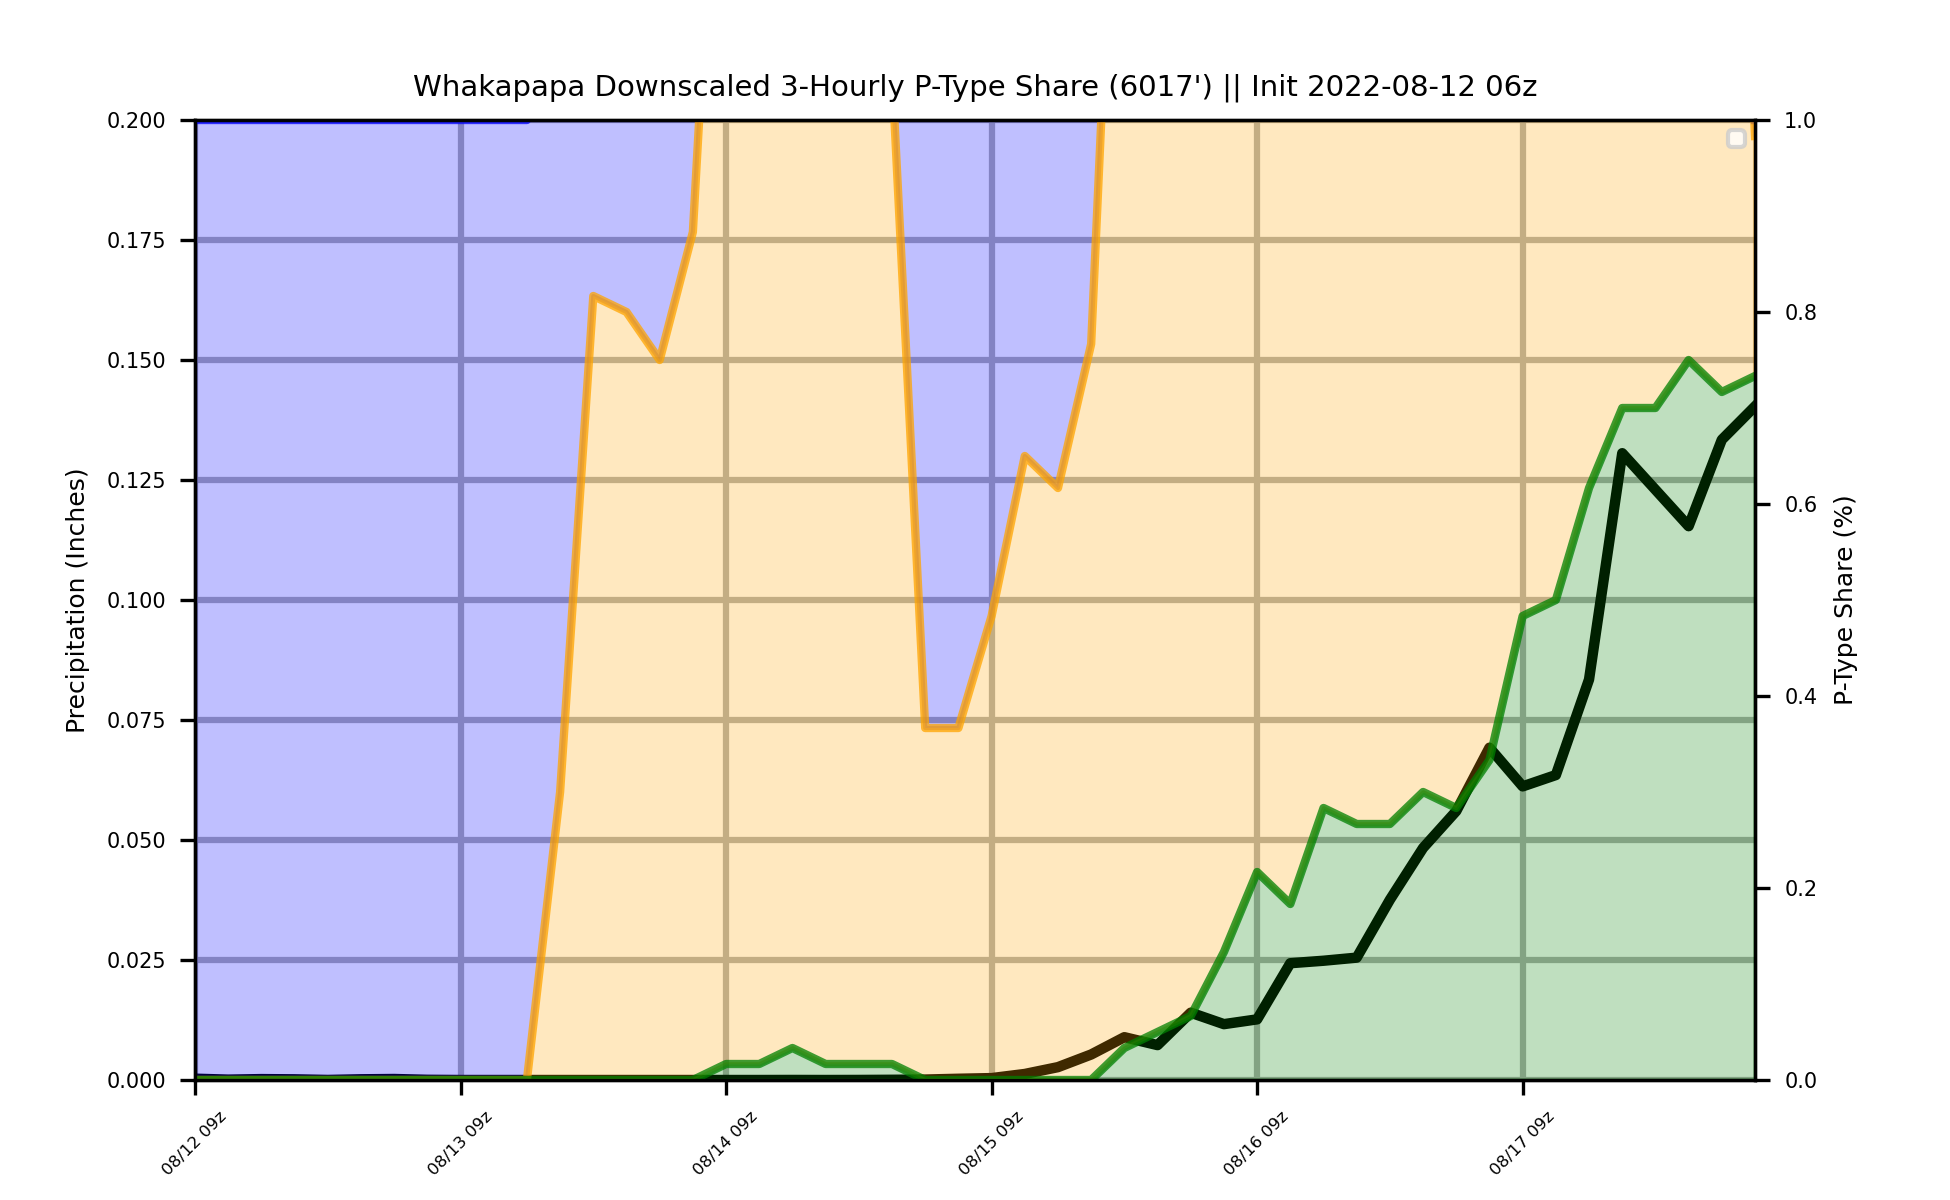 Whakapapa Downscaled 3-Hourly P-Type Share (6017') || Init 2022-08-12 06z
Precipitation (Inches)
0.200
0.175
0.150
0.125
0.100
0.075
0.050
0.025
0.000
1.0
0.8
0.6
0.4
0.2
0.0
P-Type Share (%)
08/12 09z
08/13 09z
08/14 09z
08/15 09z
08/16 09z
08/17 09z